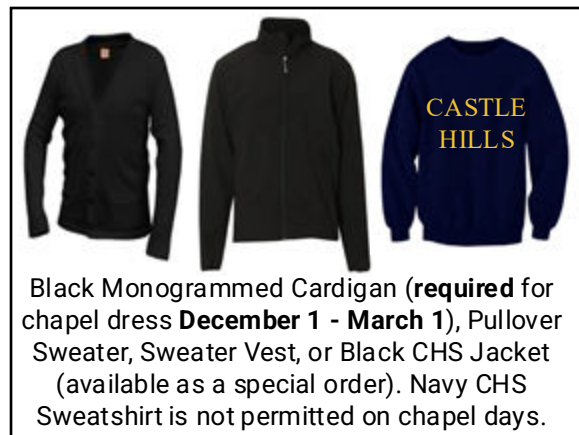 CASTLE
HILLS
Black Monogrammed Cardigan (required for
chapel dress December 1 - March 1), Pullover
Sweater, Sweater Vest, or Black CHS Jacket
(available as a special order). Navy CHS
Sweatshirt is not permitted on chapel days.